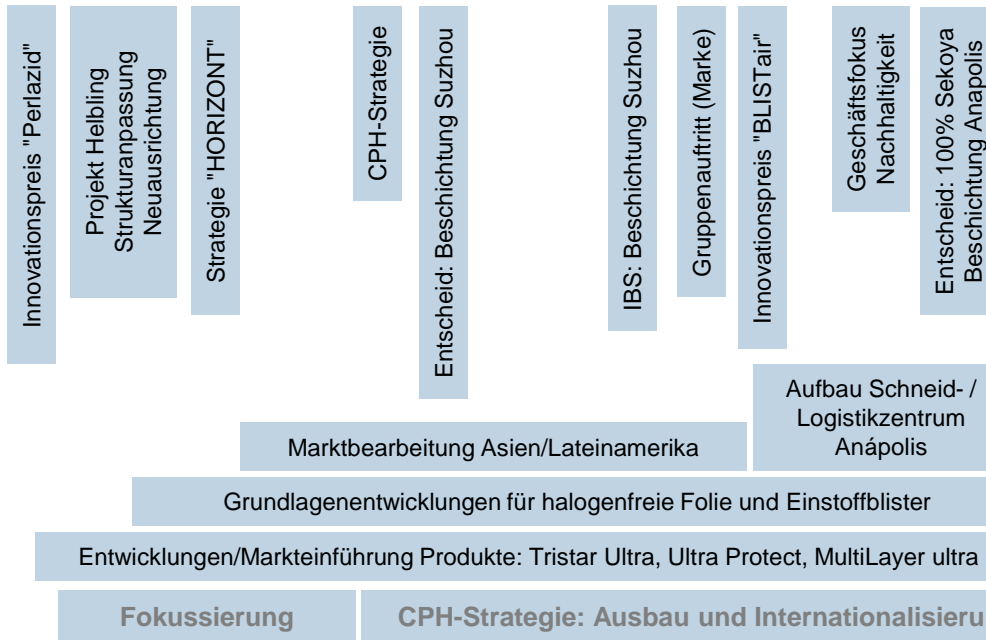 Innovationspreis "Perlazid"
Projekt Helbling
Strukturanpassung
Neuausrichtung
Strategie "HORIZONT"
CPH-Strategie
Entscheid: Beschichtung Suzhou
IBS: Beschichtung Suzhou
Gruppenauftritt (Marke)
Innovationspreis "BLISTair"
Geschäftsfokus
Nachhaltigkeit
Entscheid: 100% Sekoya
Beschichtung Anapolis
Aufbau Schneid- /
Logistikzentrum
Anápolis
Marktbearbeitung Asien/Lateinamerika
Grundlagenentwicklungen für halogenfreie Folie und Einstoffblister
Entwicklungen/Markteinführung Produkte: Tristar Ultra, Ultra Protect, MultiLayer ultra
Fokussierung
CPH-Strategie: Ausbau und Internationalisieru